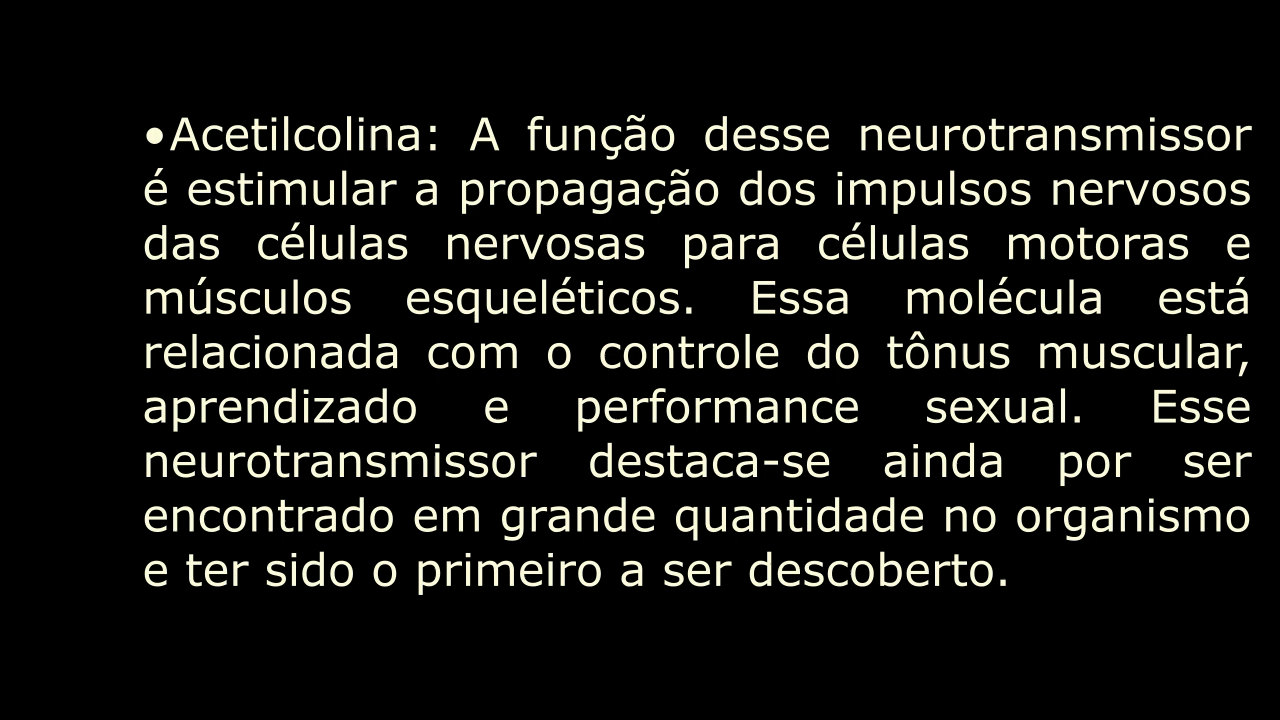 •Acetilcolina: A função desse neurotransmissor
é estimular a propagação dos impulsos nervosos
das células nervosas para células motoras e
músculos esqueléticos. Essa molécula está
relacionada com o controle do tônus muscular,
aprendizado e performance sexual. Esse
neurotransmissor destaca-se ainda por ser
encontrado em grande quantidade no organismo
e ter sido o primeiro a ser descoberto.